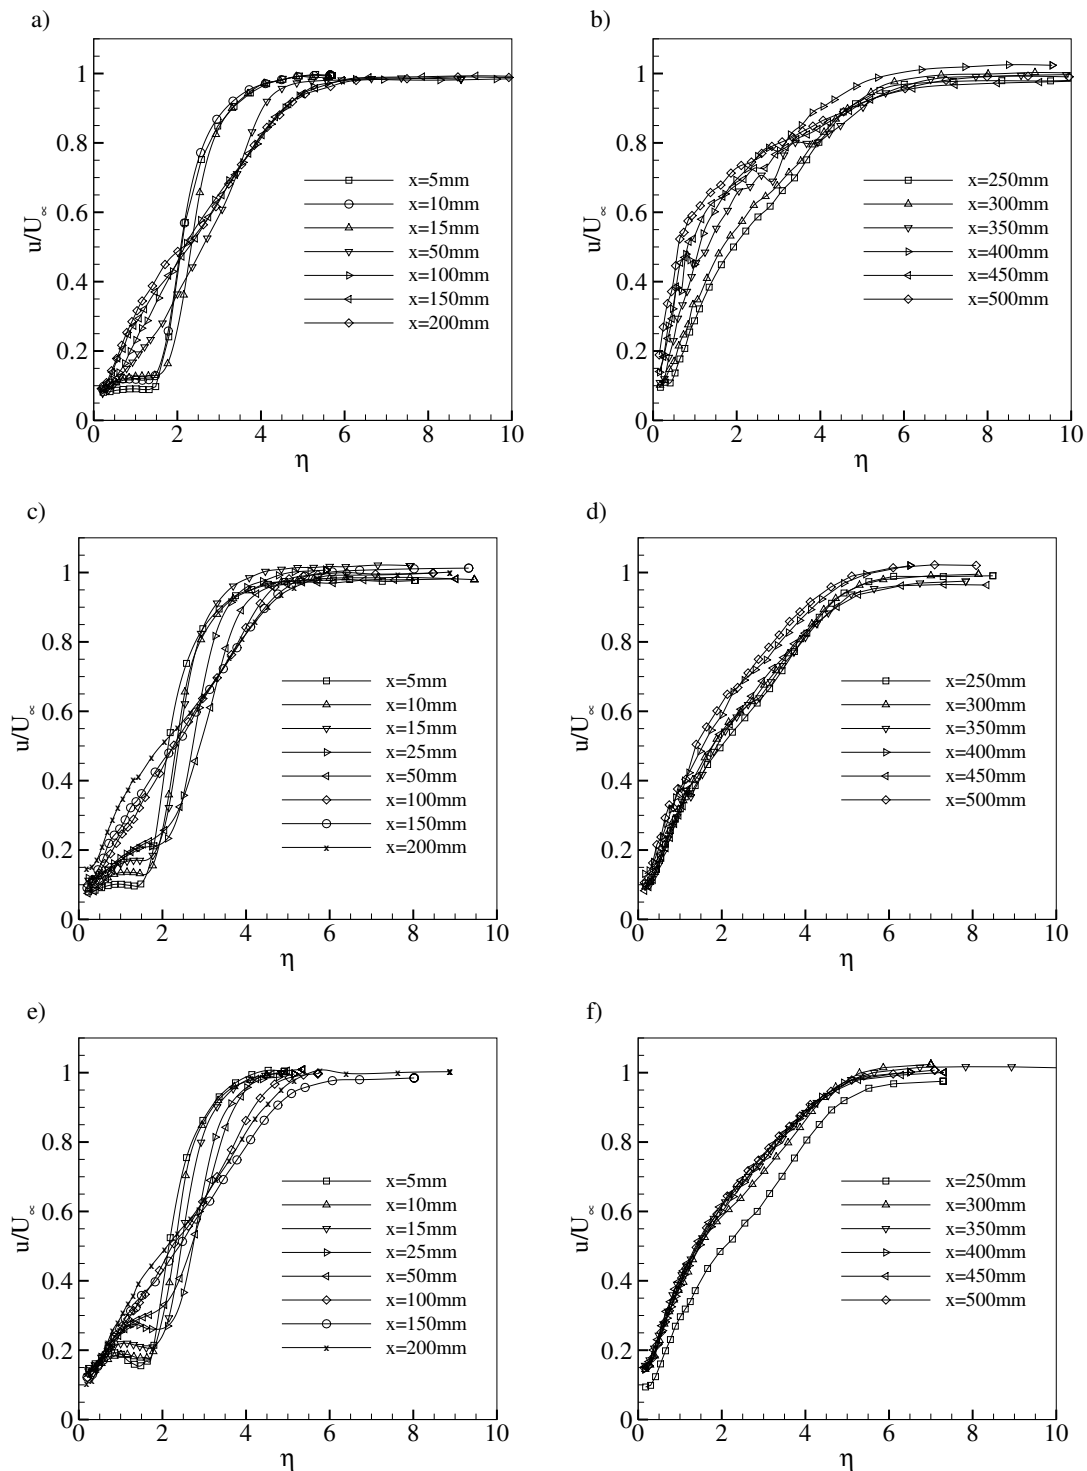 a)
u/U∞
1
0.8
0.6
0.4
0.2
0
0 2 4 6 8 10
η
x=5mm
x=10mm
x=15mm
x=50mm
x=100mm
x=150mm
x=200mm
b)
u/U∞
1
0.8
0.6
0.4
0.2
0
0 2 4 6 8 10
η
x=250mm
x=300mm
x=350mm
x=400mm
x=450mm
x=500mm
c)
u/U∞
1
0.8
0.6
0.4
0.2
0
0 2 4 6 8 10
η
x=5mm
x=10mm
x=15mm
x=25mm
x=50mm
x=100mm
x=150mm
x=200mm
d)
u/U∞
1
0.8
0.6
0.4
0.2
0
0 2 4 6 8 10
η
x=250mm
x=300mm
x=350mm
x=400mm
x=450mm
x=500mm
e)
u/U∞
1
0.8
0.6
0.4
0.2
0
0 2 4 6 8 10
η
x=5mm
x=10mm
x=15mm
x=25mm
x=50mm
x=100mm
x=150mm
x=200mm
f)
u/U∞
1
0.8
0.6
0.4
0.2
0
0 2 4 6 8 10
η
x=250mm
x=300mm
x=350mm
x=400mm
x=450mm
x=500mm